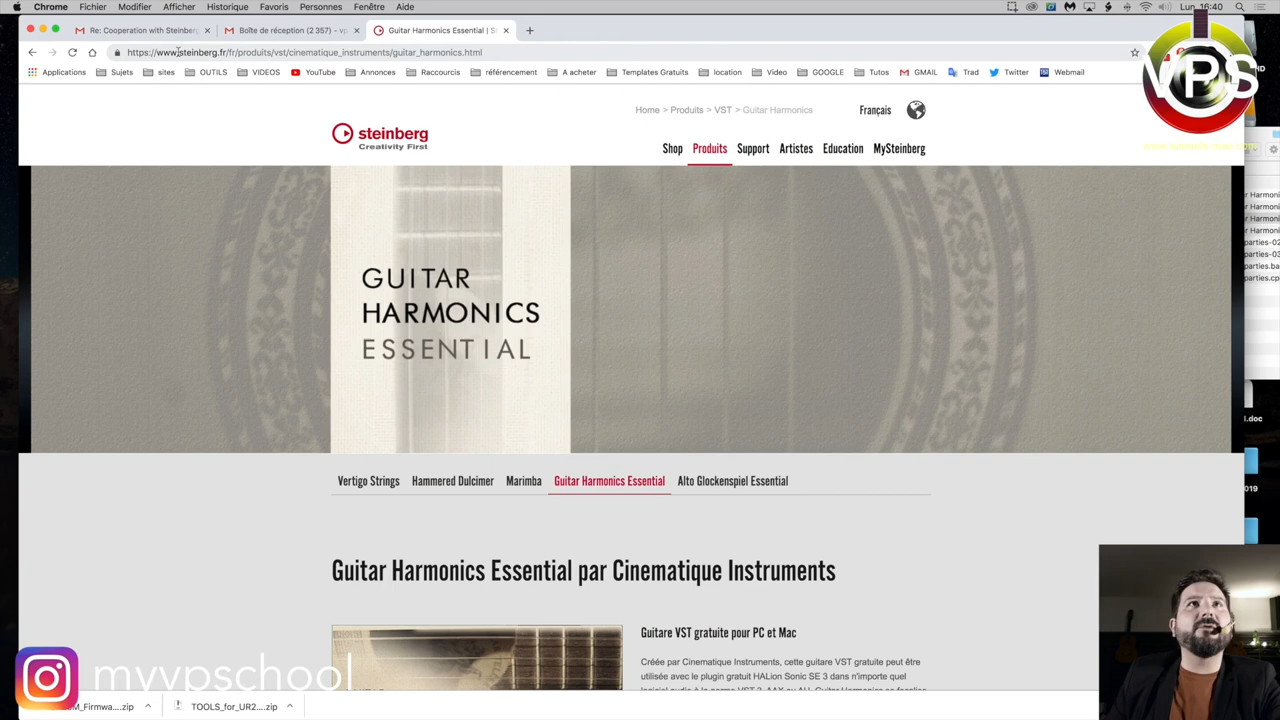 Chrome Fichier Modifier Afficher Historique Favoris Personnes Fenêtre Aide
Lun. 16:40
Re: Cooperation with Steinberg
Boîte de réception (2 357) - vp
Guitar Harmonics Essential | S
https://www.steinberg.fr/fr/produits/vst/cinematique_instruments/guitar_harmonics.html
Applications Sujets sites OUTILS VIDEOS YouTube Annonces Raccourcis référencement A acheter Templates Gratuits location Video GOOGLE Tutos GMAIL Trad Twitter Webmail
VPS
Home > Produits > VST > Guitar Harmonics
Français
steinberg
Creativity First
Shop Produits Support Artistes Education MySteinberg
GUITAR
HARMONICS
ESSENTIAL
Vertigo Strings Hammered Dulcimer Marimba Guitar Harmonics Essential Alto Glockenspiel Essential
Guitar Harmonics Essential par Cinematique Instruments
Guitare VST gratuite pour PC et Mac
Créée par Cinematique Instruments, cette guitare VST gratuite peut être
utilisée avec le plugin gratuit HALion Sonic SE 3 dans n'importe quel
myvpschool
TOOLS_for_UR2....zip